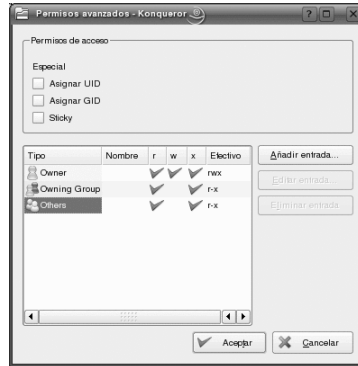 Permisos avanzados - Konqueror
Permisos de acceso
Especial
Asignar UID
Asignar GID
Sticky
Tipo Nombre r w x Efectivo
Owner rwx
Owning Group r-x
Others r-x
Añadir entrada...
Editar entrada...
Eliminar entrada
Aceptar
Cancelar